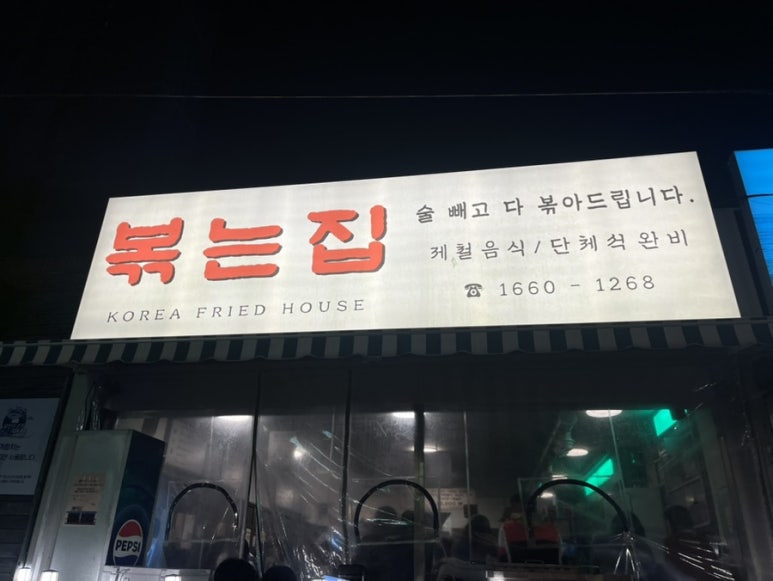 볶는집
KOREA FRIED HOUSE
술 빼고 다 볶아드립니다.
제철음식/단체석 완비
☎ 1660 - 1268
PEPSI